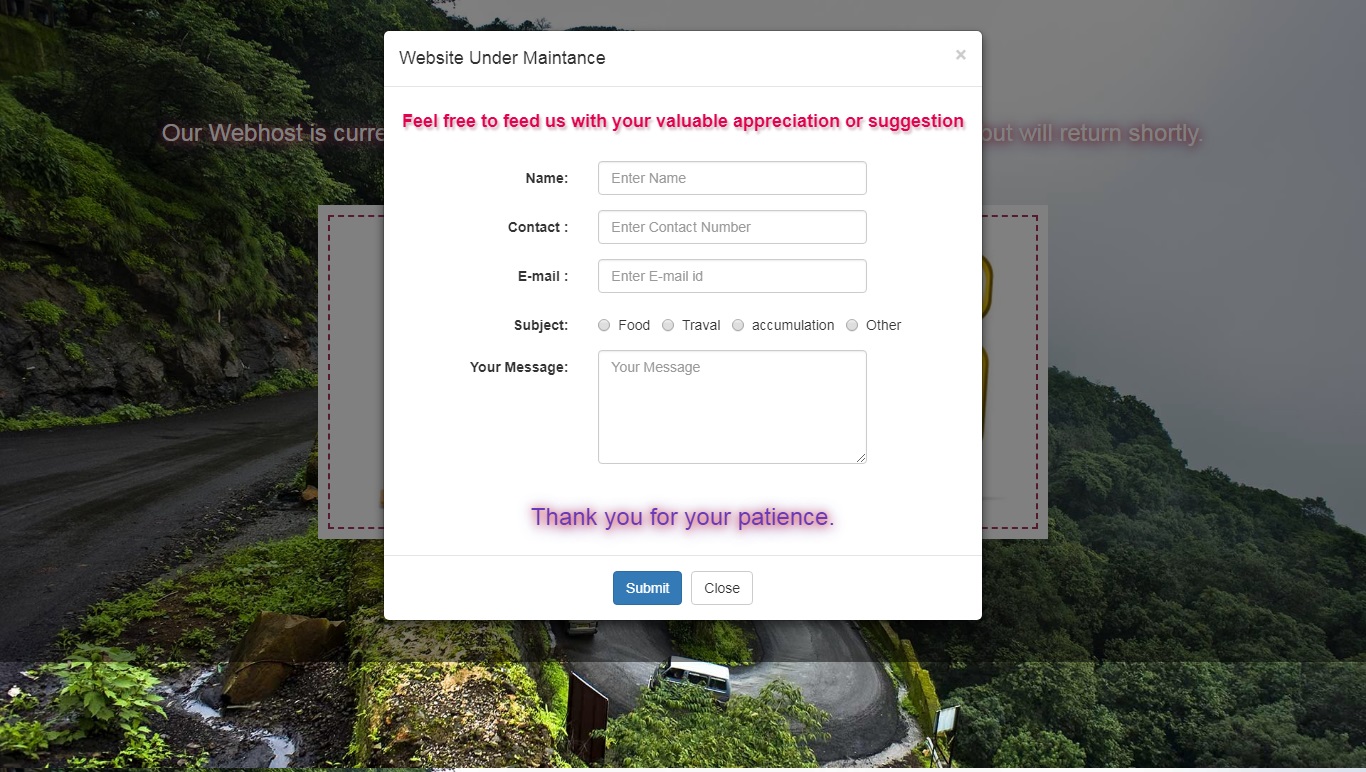 Website Under Maintance ×
Our Webhost is curre
but will return shortly.
Feel free to feed us with your valuable appreciation or suggestion
Name: Enter Name
Contact : Enter Contact Number
E-mail : Enter E-mail id
Subject: Food Traval accumulation Other
Your Message: Your Message
Thank you for your patience.
Submit Close